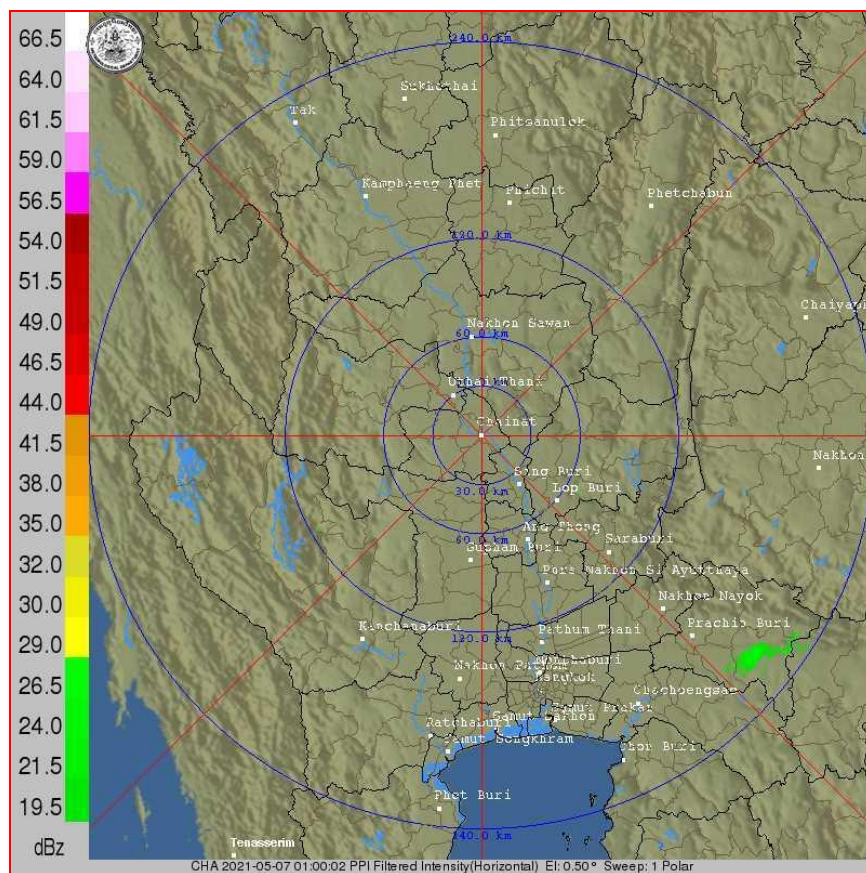 66.5
64.0
61.5
59.0
56.5
54.0
51.5
49.0
46.5
44.0
41.5
38.0
35.0
32.0
30.0
29.0
26.5
24.0
21.5
19.5
dBz
240.0 km
Sukhothai
Tak
Phitsanulok
Kamphaeng Phet
Phichit
Phetchabun
120.0 km
Chaiyaph
Nakhon Sawan
60.0 km
Uthai Thani
Chainat
Nakhon
Sing Buri
30.0 km
Lop Buri
Ang Thong
60.0 km
Saraburi
Pora Nakhon Si Ayutthaya
Nakhon Nayok
Prachin Buri
120.0 km
Kanchanaburi
Pathum Thani
Nonthaburi
Nakhon Pathom
Bangkok
Chachoengsao
Samut Prakan
Samut Sakhon
Ratchaburi
Samut Songkhram
Chon Buri
Phet Buri
240.0 km
Tenasserim
CHA 2021-05-07 01:00:02 PPI Filtered Intensity(Horizontal) El: 0.50° Sweep: 1 Polar